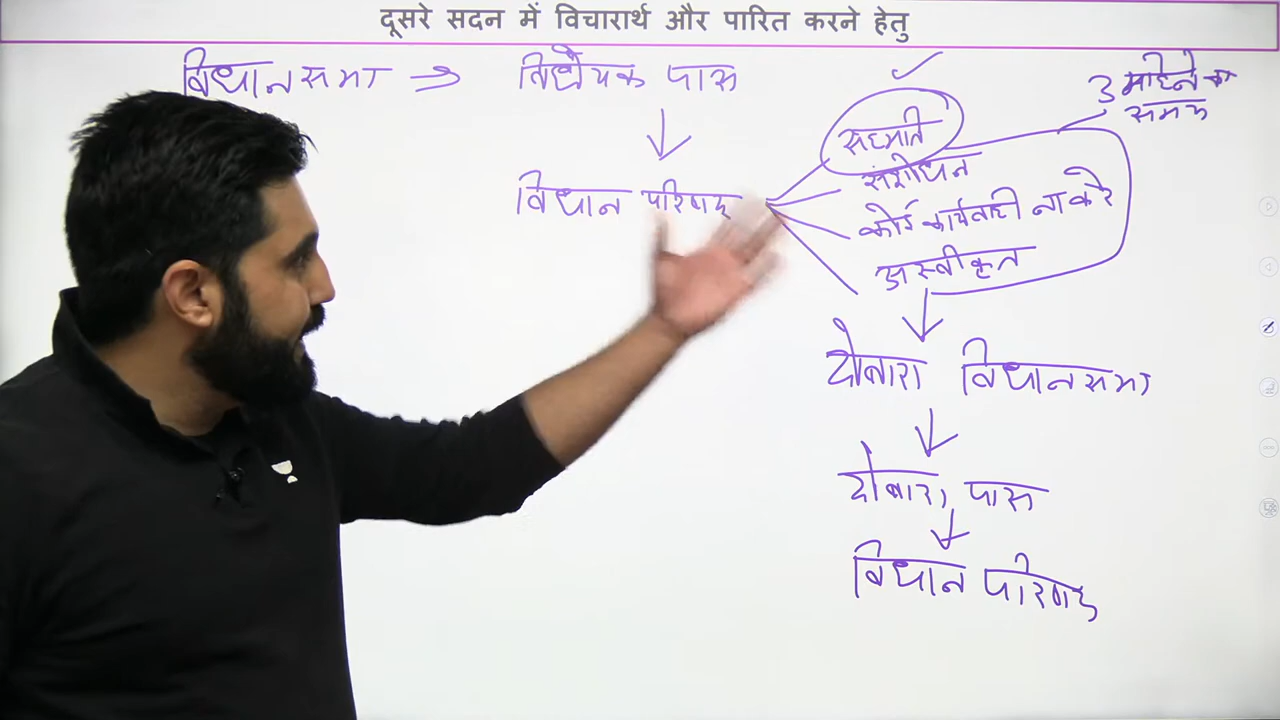 दूसरे सदन में विचारार्थ और पारित करने हेतु
विधानसभा ⇒ विधेयक पास
↓
विधान परिषद
सहमति
संशोधन
कोई कार्यवाही ना करे
अस्वीकृत
3 महिने का
समय
↓
दोबारा विधानसभा
↓
दोबारा पास
↓
विधान परिषद